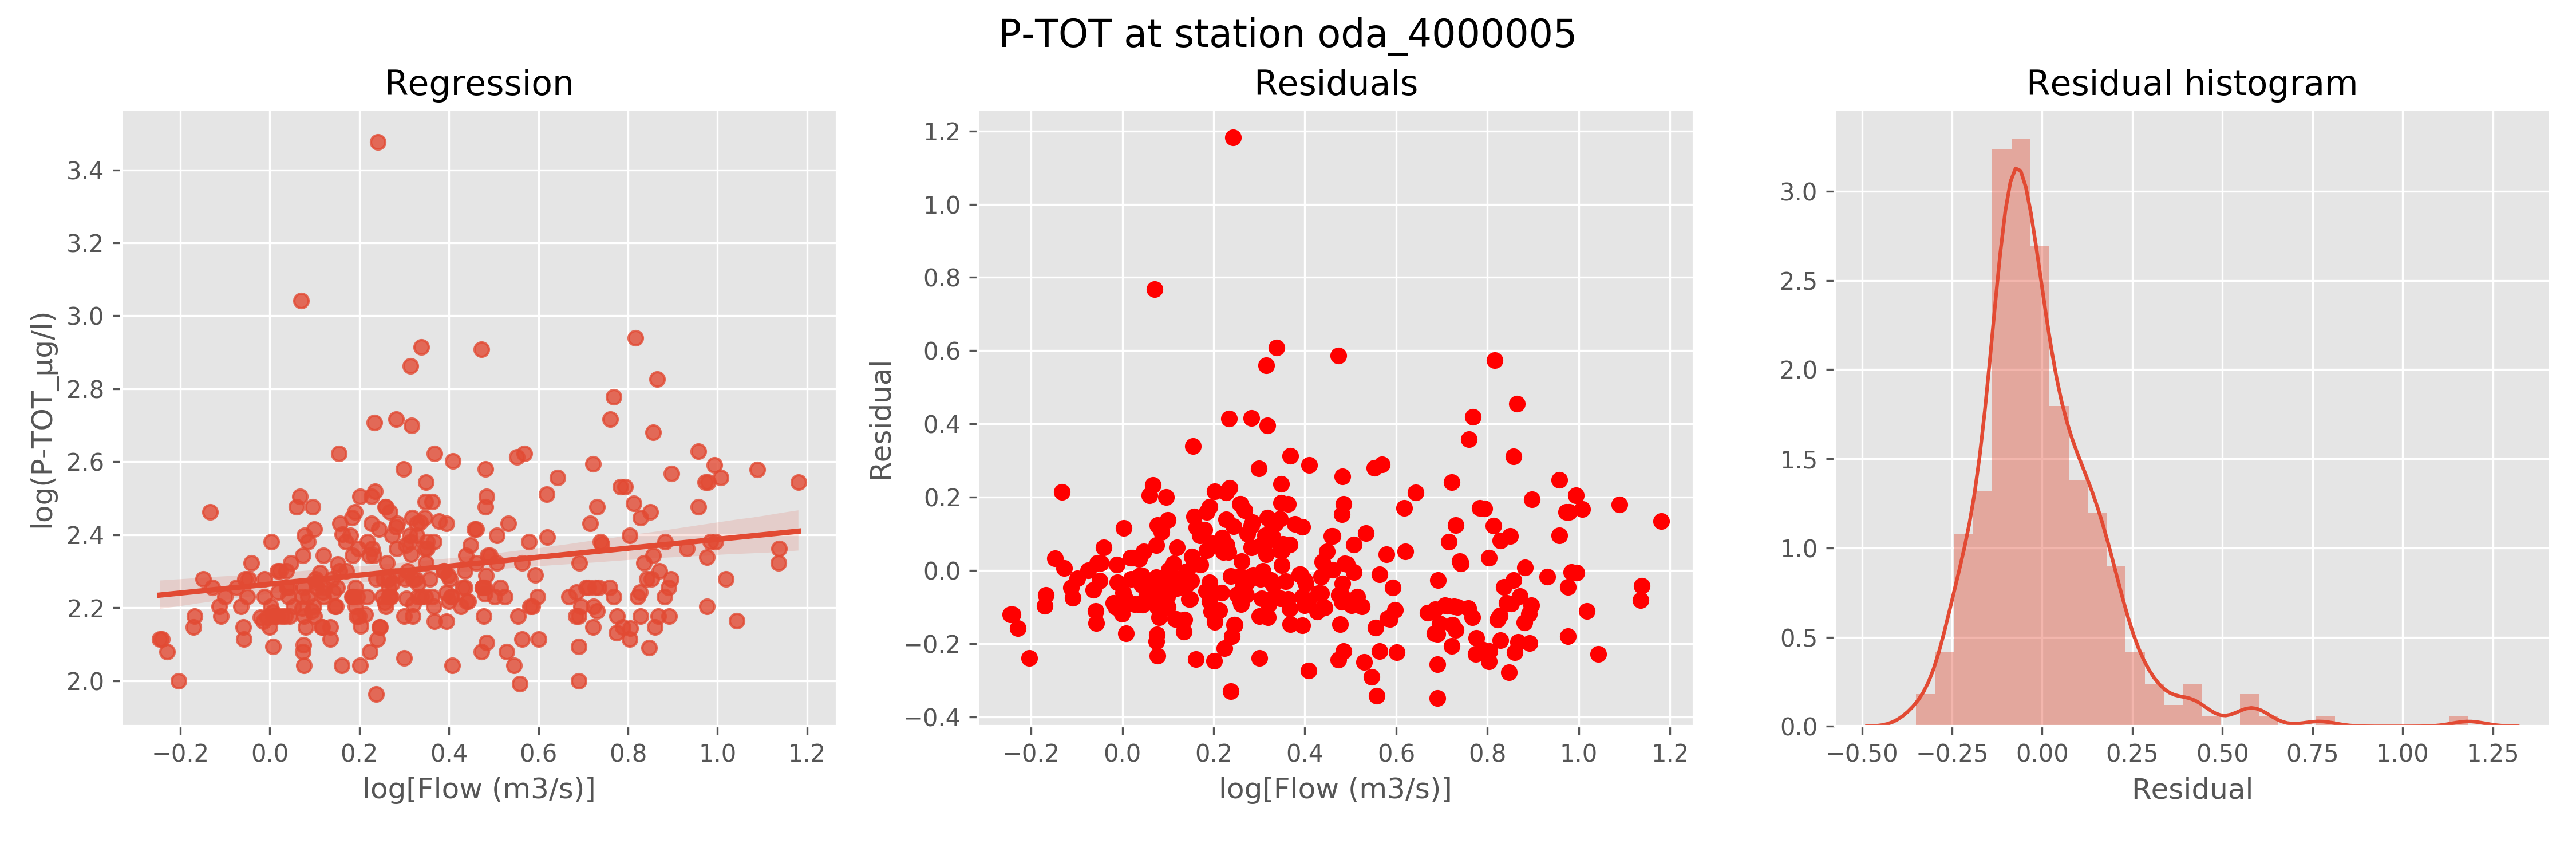 P-TOT at station oda_4000005
Regression
3.4
3.2
3.0
2.8
2.6
2.4
2.2
2.0
log(P-TOT_µg/l)
−0.2 0.0 0.2 0.4 0.6 0.8 1.0 1.2
log[Flow (m3/s)]
Residuals
1.2
1.0
0.8
0.6
0.4
0.2
0.0
−0.2
−0.4
Residual
−0.2 0.0 0.2 0.4 0.6 0.8 1.0 1.2
log[Flow (m3/s)]
Residual histogram
3.0
2.5
2.0
1.5
1.0
0.5
0.0
−0.50 −0.25 0.00 0.25 0.50 0.75 1.00 1.25
Residual